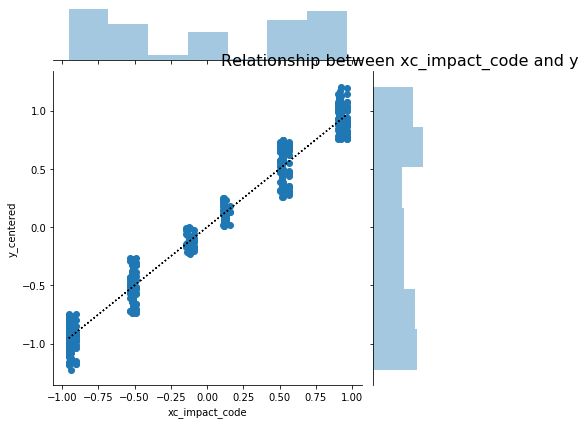 Relationship between xc_impact_code and y
1.0
0.5
0.0
−0.5
−1.0
y_centered
−1.00 −0.75 −0.50 −0.25 0.00 0.25 0.50 0.75 1.00
xc_impact_code